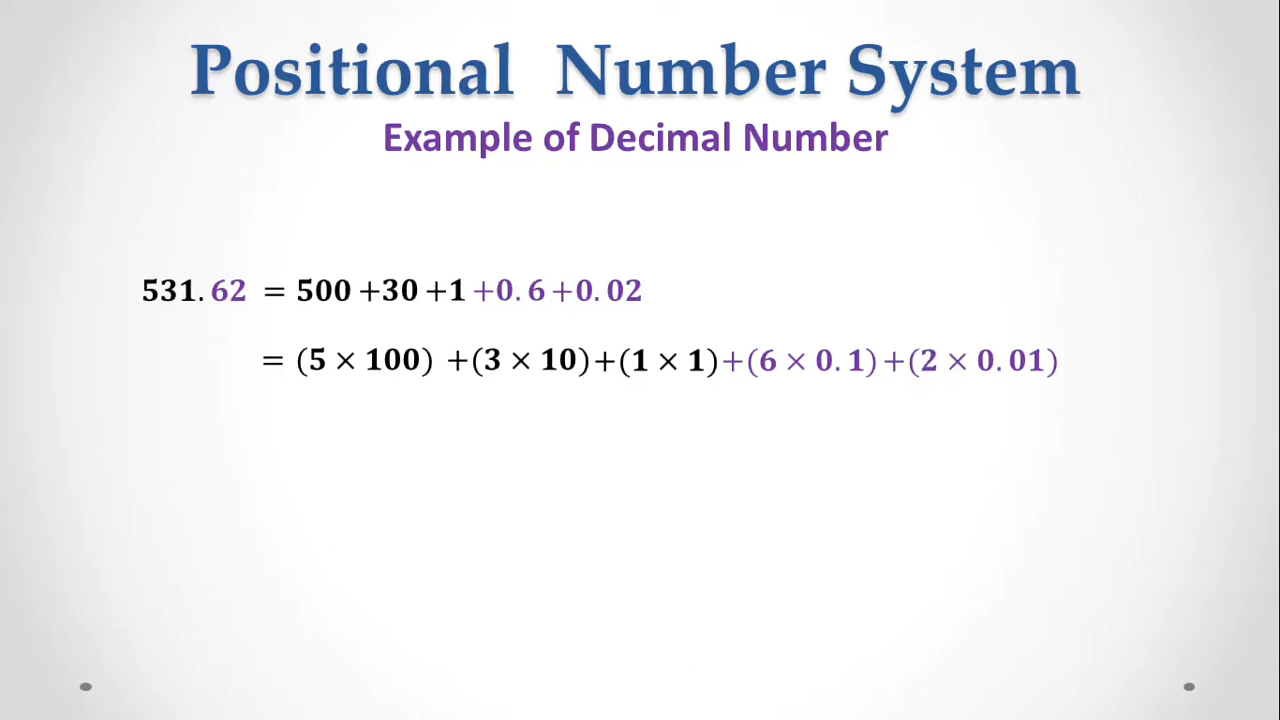 Positional Number System
Example of Decimal Number
531.62 = 500 +30 +1 +0.6 +0.02
= (5 × 100) +(3 × 10)+(1 × 1)+(6 × 0.1)+(2 × 0.01)